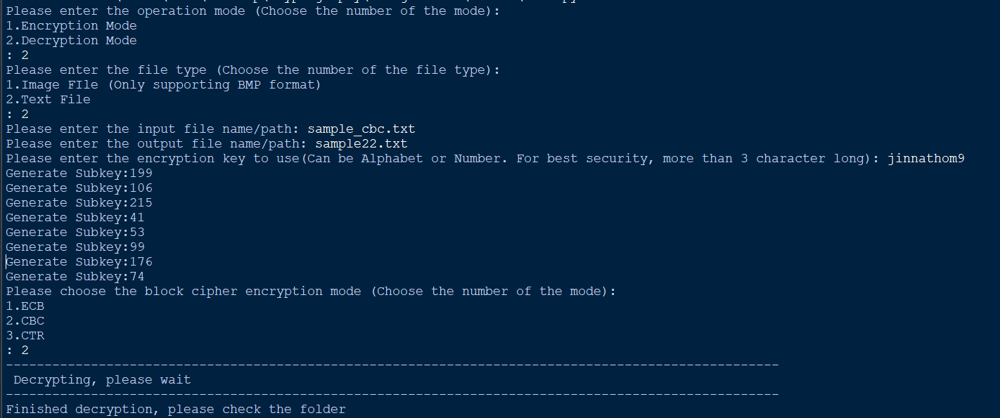 Please enter the operation mode (Choose the number of the mode):
1.Encryption Mode
2.Decryption Mode
: 2
Please enter the file type (Choose the number of the file type):
1.Image FIle (Only supporting BMP format)
2.Text File
: 2
Please enter the input file name/path: sample_cbc.txt
Please enter the output file name/path: sample22.txt
Please enter the encryption key to use(Can be Alphabet or Number. For best security, more than 3 character long): jinnathom9
Generate Subkey:199
Generate Subkey:106
Generate Subkey:215
Generate Subkey:41
Generate Subkey:53
Generate Subkey:99
Generate Subkey:176
Generate Subkey:74
Please choose the block cipher encryption mode (Choose the number of the mode):
1.ECB
2.CBC
3.CTR
: 2
----------------------------------------------------------------------------------------------------
Decrypting, please wait
----------------------------------------------------------------------------------------------------
Finished decryption, please check the folder